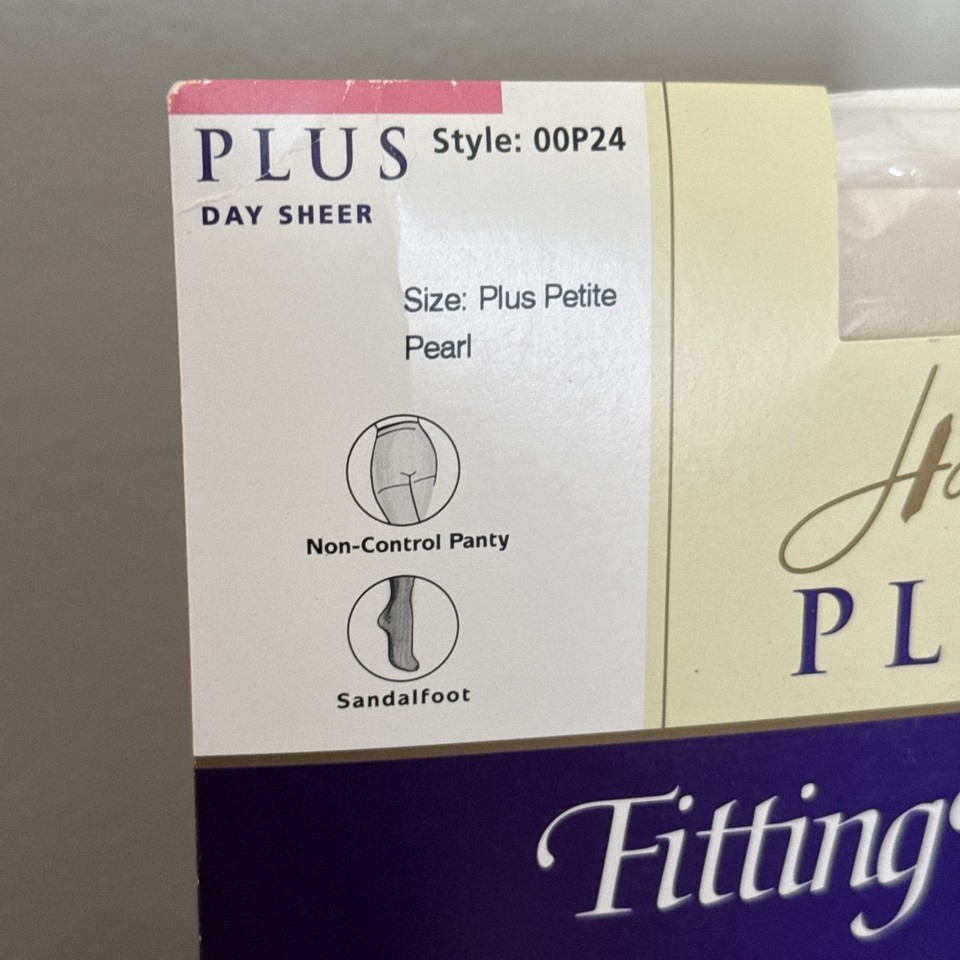 PLUS Style: 00P24
DAY SHEER
Size: Plus Petite
Pearl
Non-Control Panty
Sandalfoot
PL
Fitting